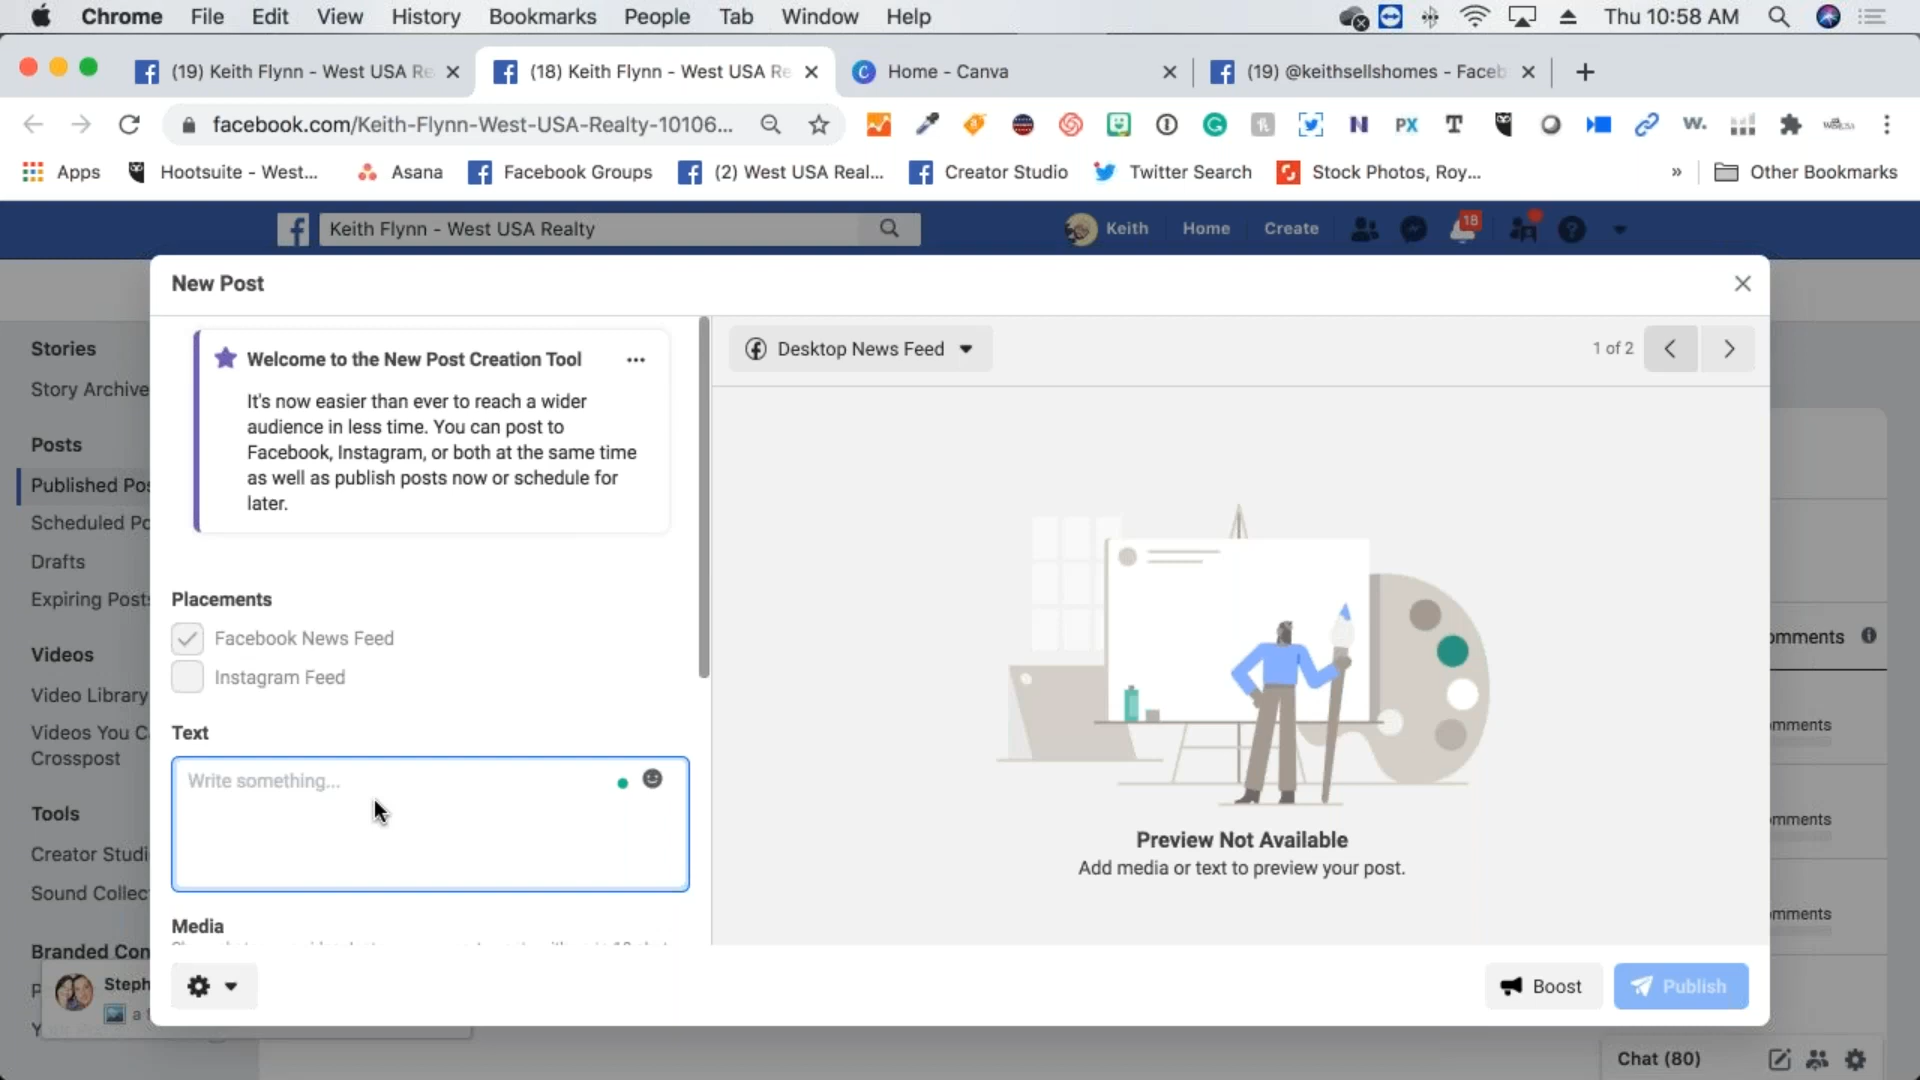 Chrome File Edit View History Bookmarks People Tab Window Help Thu 10:58 AM
(19) Keith Flynn - West USA Re
(18) Keith Flynn - West USA Re
Home - Canva
(19) @keithsellshomes - Faceb
facebook.com/Keith-Flynn-West-USA-Realty-10106...
Apps Hootsuite - West... Asana Facebook Groups (2) West USA Real... Creator Studio Twitter Search Stock Photos, Roy... » Other Bookmarks
Keith Flynn - West USA Realty Keith Home Create 18
New Post
Stories
Story Archive
Posts
Published Pos
Scheduled Po
Drafts
Expiring Posts
Videos
Video Library
Videos You C
Crosspost
Tools
Creator Studi
Sound Collec
Branded Con
Steph
Welcome to the New Post Creation Tool
It's now easier than ever to reach a wider
audience in less time. You can post to
Facebook, Instagram, or both at the same time
as well as publish posts now or schedule for
later.
Placements
Facebook News Feed
Instagram Feed
Text
Write something...
Media
Desktop News Feed
1 of 2
Preview Not Available
Add media or text to preview your post.
Boost
Publish
omments
mments
mments
mments
Chat (80)